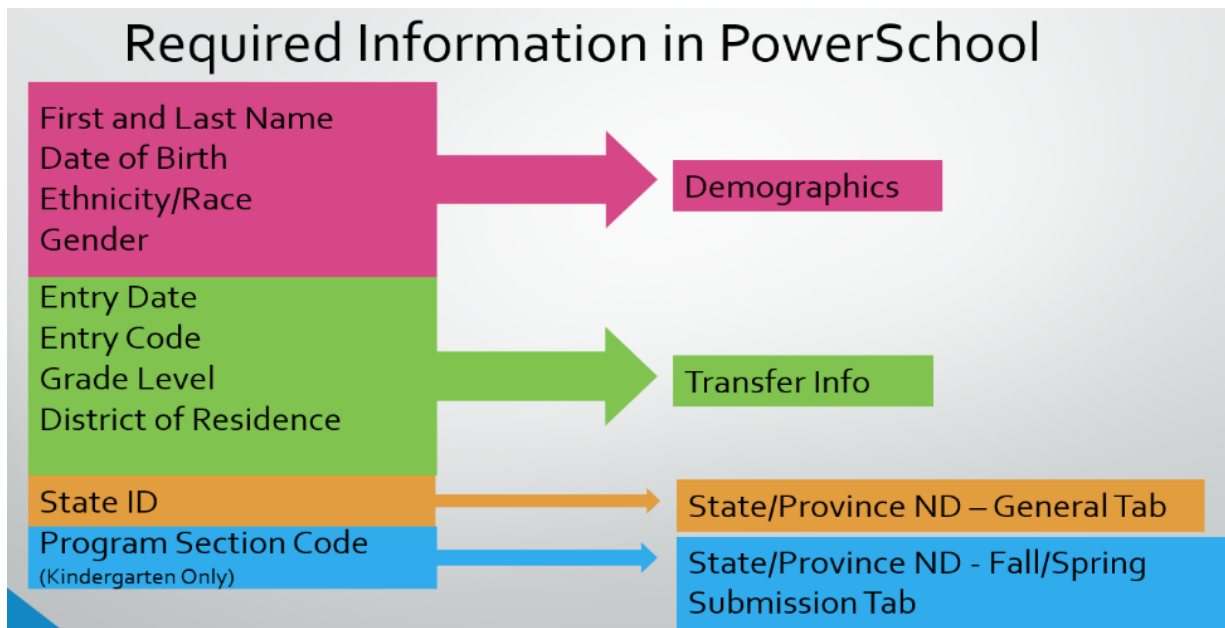 Required Information in PowerSchool
First and Last Name
Date of Birth
Ethnicity/Race
Gender
Demographics
Entry Date
Entry Code
Grade Level
District of Residence
Transfer Info
State ID
State/Province ND – General Tab
Program Section Code
(Kindergarten Only)
State/Province ND - Fall/Spring
Submission Tab